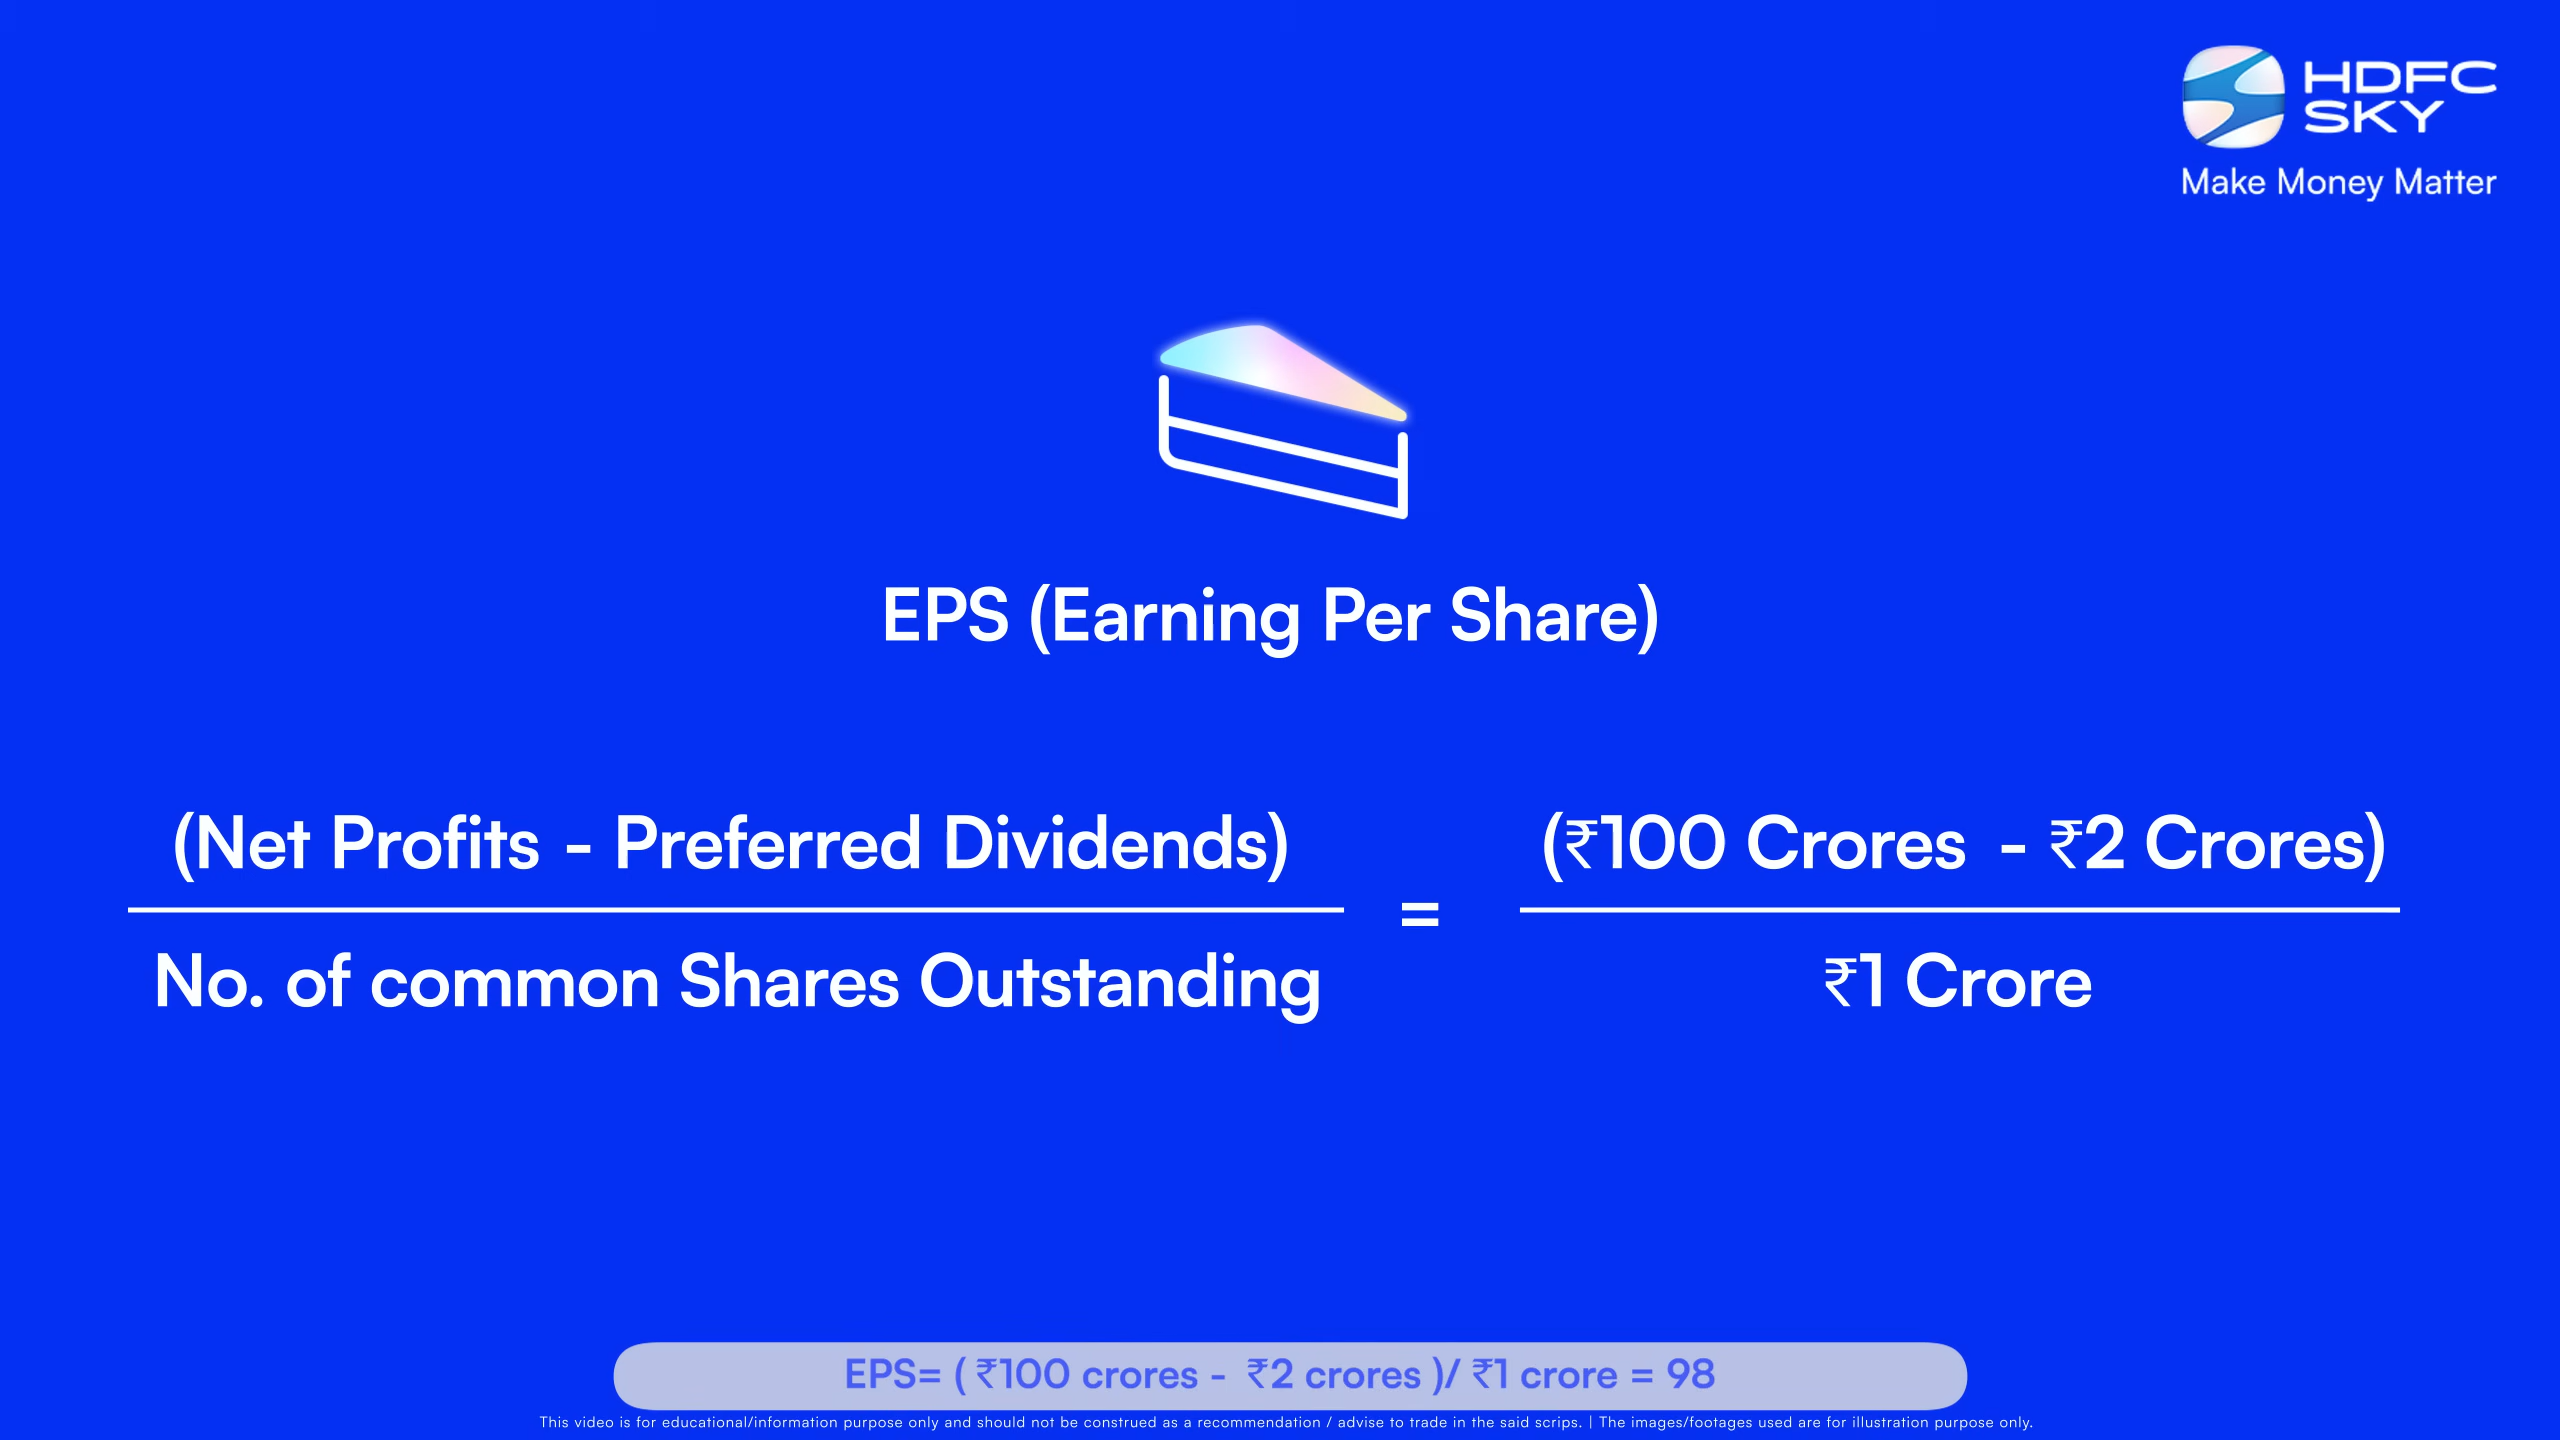 HDFC
SKY
Make Money Matter
EPS (Earning Per Share)
(Net Profits - Preferred Dividends)
No. of common Shares Outstanding
=
(₹100 Crores - ₹2 Crores)
₹1 Crore
EPS= ( ₹100 crores - ₹2 crores )/ ₹1 crore = 98
This video is for educational/information purpose only and should not be construed as a recommendation / advise to trade in the said scrips. | The images/footages used are for illustration purpose only.